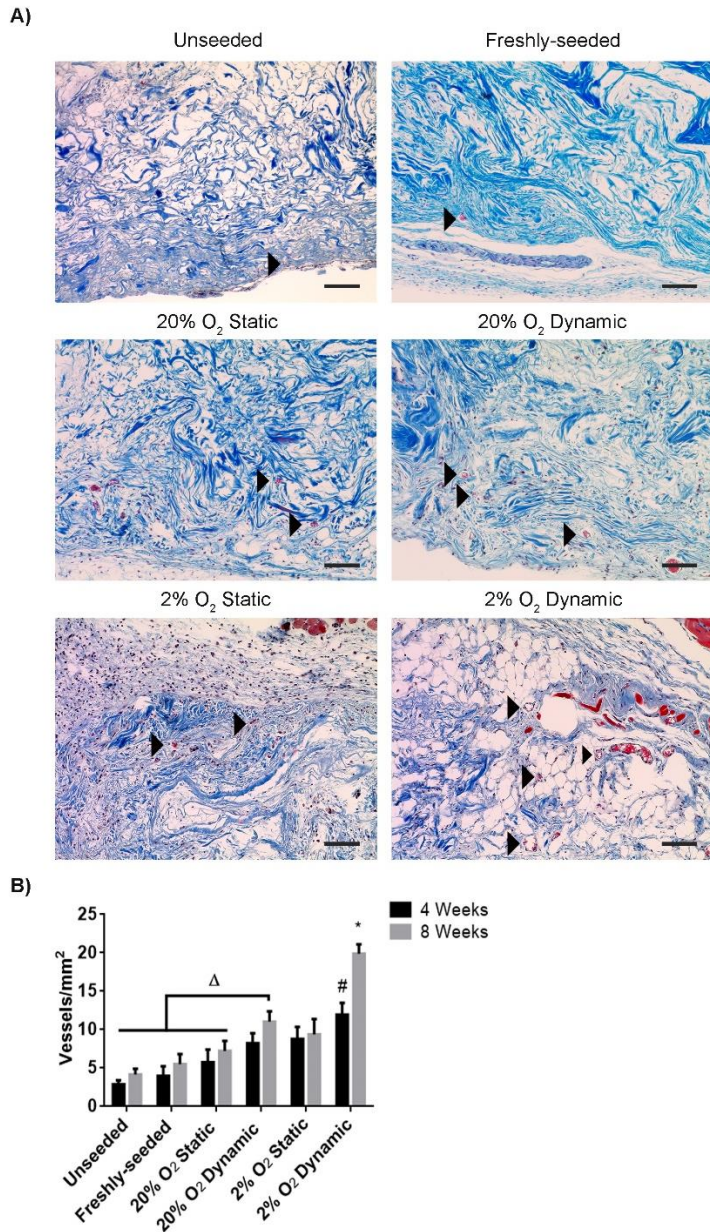 A)
Unseeded
Freshly-seeded
20% O₂ Static
20% O₂ Dynamic
2% O₂ Static
2% O₂ Dynamic
B)
25
20
15
10
5
0
Vessels/mm²
Δ
#
*
4 Weeks
8 Weeks
Unseeded
Freshly-seeded
20% O₂ Static
20% O₂ Dynamic
2% O₂ Static
2% O₂ Dynamic